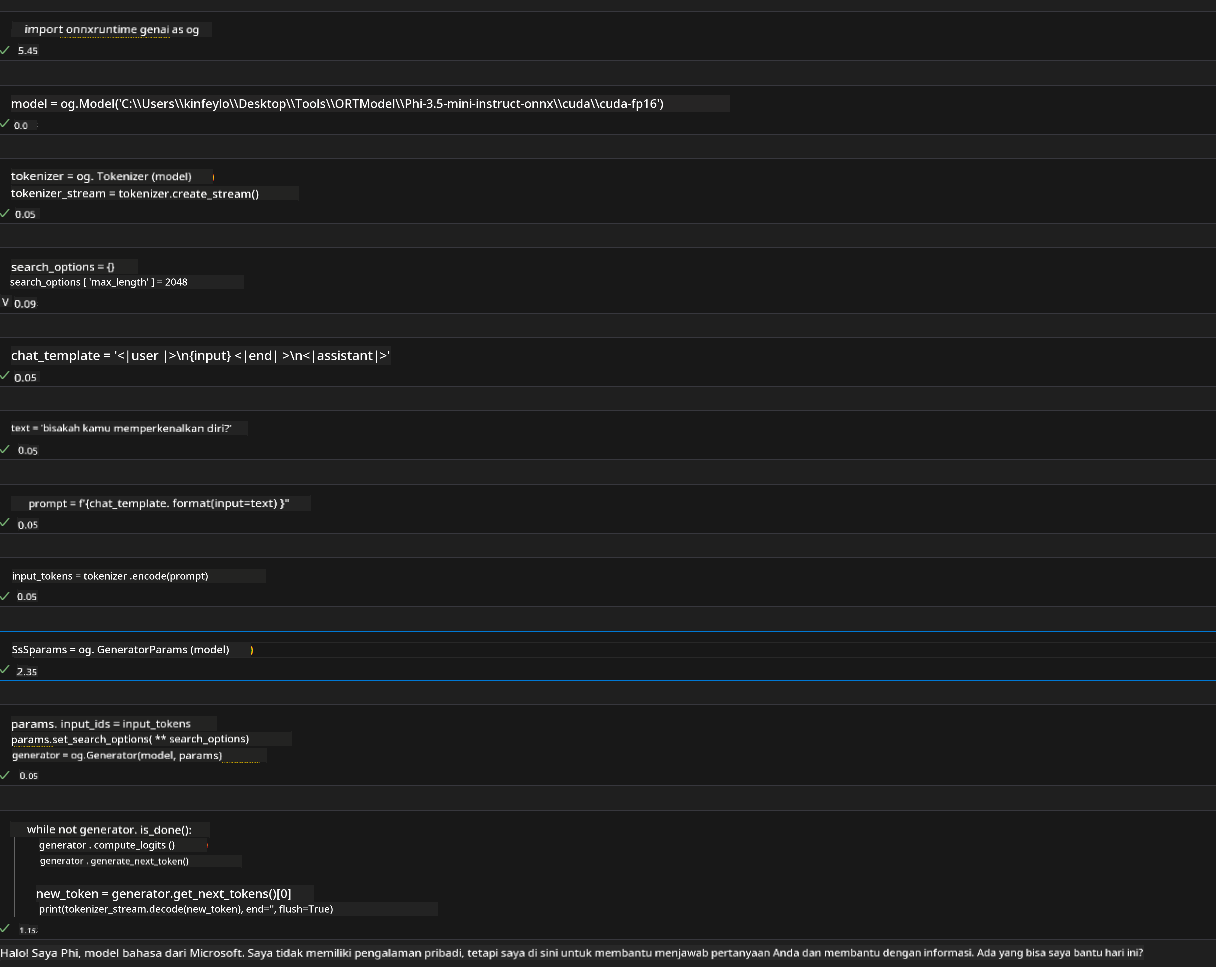 import onnxruntime genai as og
5.45
model = og.Model('C:\\Users\\kinfeylo\\Desktop\\Tools\\ORTModel\\Phi-3.5-mini-instruct-onnx\\cuda\\cuda-fp16')
0.0
tokenizer = og. Tokenizer (model) )
tokenizer_stream = tokenizer.create_stream()
0.05
search_options = {}
search_options [ 'max_length' ] = 2048
V 0.09
chat_template = '<|user |>\n{input} <|end| >\n<|assistant|>'
0.05
text = 'bisakah kamu memperkenalkan diri?'
0.05
prompt = f'{chat_template. format(input=text) }"
0.05
input_tokens = tokenizer .encode(prompt)
0.05
SsSparams = og. GeneratorParams (model) )
2.35
params. input_ids = input_tokens
params.set_search_options( ** search_options)
generator = og.Generator(model, params)
0.05
while not generator. is_done():
generator . compute_logits ()
generator . generate_next_token()
new_token = generator.get_next_tokens()[0]
print(tokenizer_stream.decode(new_token), end='', flush=True)
1.1s.
Halo! Saya Phi, model bahasa dari Microsoft. Saya tidak memiliki pengalaman pribadi, tetapi saya di sini untuk membantu menjawab pertanyaan Anda dan membantu dengan informasi. Ada yang bisa saya bantu hari ini?